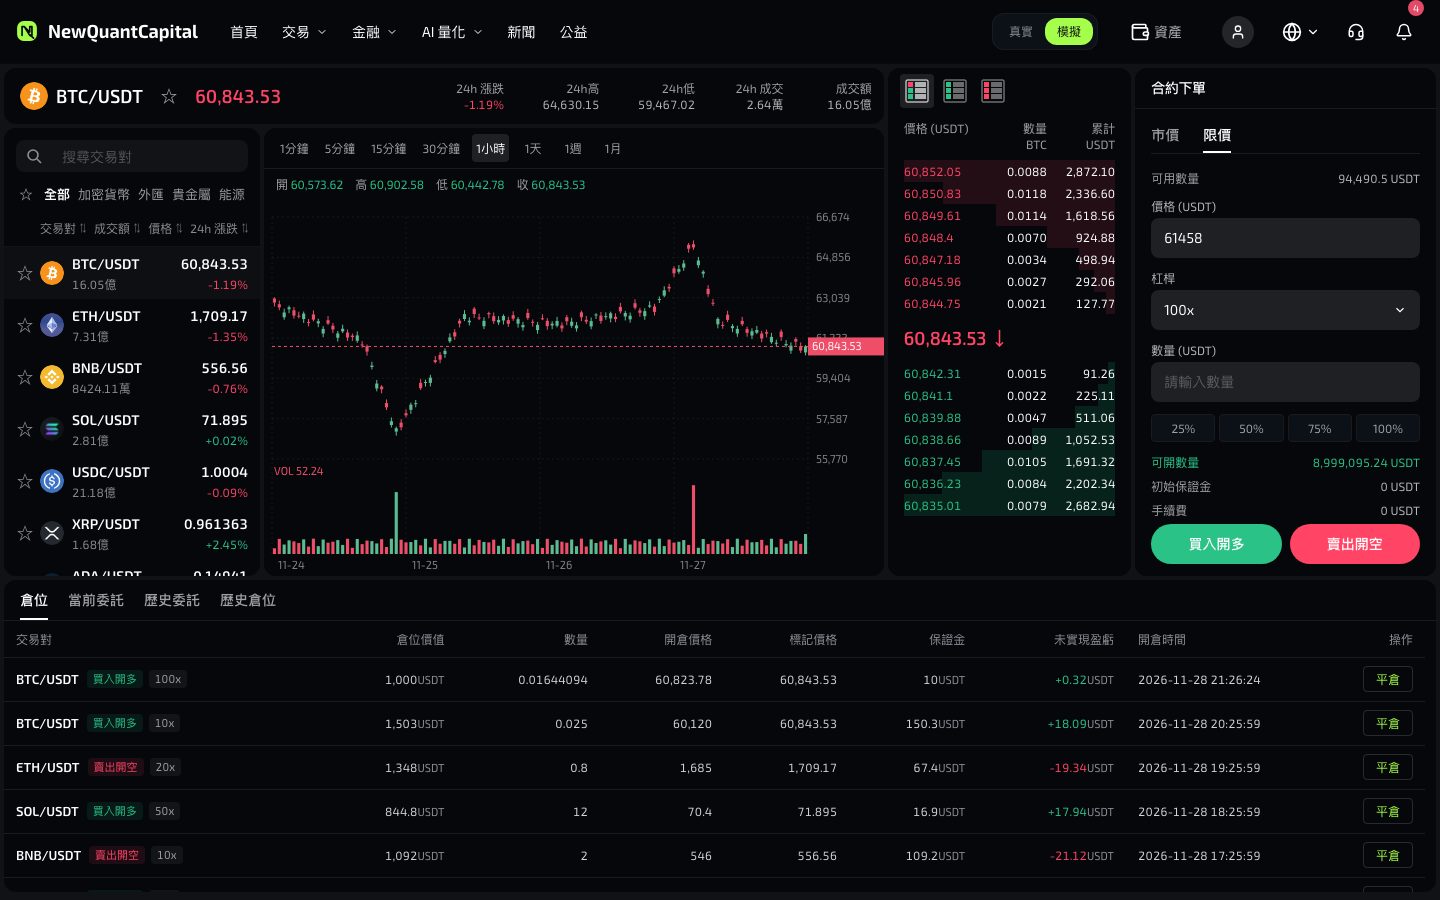 NewQuantCapital 首頁 交易 金融 AI 量化 新聞 公益 真實 模擬 資產 4
BTC/USDT 60,843.53
24h 漲跌 24h高 24h低 24h 成交 成交額
-1.19% 64,630.15 59,467.02 2.64萬 16.05億
搜尋交易對
全部 加密貨幣 外匯 貴金屬 能源
交易對 成交額 價格 24h 漲跌
BTC/USDT 60,843.53
16.05億 -1.19%
ETH/USDT 1,709.17
7.31億 -1.35%
BNB/USDT 556.56
8424.11萬 -0.76%
SOL/USDT 71.895
2.81億 +0.02%
USDC/USDT 1.0004
21.18億 -0.09%
XRP/USDT 0.961363
1.68億 +2.45%
ADA/USDT 0.14941
1分鐘 5分鐘 15分鐘 30分鐘 1小時 1天 1週 1月
開 60,573.62 高 60,902.58 低 60,442.78 收 60,843.53
66,674
64,856
63,039
60,843.53
59,404
57,587
55,770
VOL 52.24
11-24 11-25 11-26 11-27
價格 (USDT) 數量 累計
BTC USDT
60,852.05 0.0088 2,872.10
60,850.83 0.0118 2,336.60
60,849.61 0.0114 1,618.56
60,848.4 0.0070 924.88
60,847.18 0.0034 498.94
60,845.96 0.0027 292.06
60,844.75 0.0021 127.77
60,843.53 ↓
60,842.31 0.0015 91.26
60,841.1 0.0022 225.11
60,839.88 0.0047 511.06
60,838.66 0.0089 1,052.53
60,837.45 0.0105 1,691.32
60,836.23 0.0084 2,202.34
60,835.01 0.0079 2,682.94
合約下單
市價 限價
可用數量 94,490.5 USDT
價格 (USDT)
61458
杠桿
100x
數量 (USDT)
請輸入數量
25% 50% 75% 100%
可開數量 8,999,095.24 USDT
初始保證金 0 USDT
手續費 0 USDT
買入開多 賣出開空
倉位 當前委託 歷史委託 歷史倉位
交易對 倉位價值 數量 開倉價格 標記價格 保證金 未實現盈虧 開倉時間 操作
BTC/USDT 買入開多 100x 1,000USDT 0.01644094 60,823.78 60,843.53 10USDT +0.32USDT 2026-11-28 21:26:24 平倉
BTC/USDT 買入開多 10x 1,503USDT 0.025 60,120 60,843.53 150.3USDT +18.09USDT 2026-11-28 20:25:59 平倉
ETH/USDT 賣出開空 20x 1,348USDT 0.8 1,685 1,709.17 67.4USDT -19.34USDT 2026-11-28 19:25:59 平倉
SOL/USDT 買入開多 50x 844.8USDT 12 70.4 71.895 16.9USDT +17.94USDT 2026-11-28 18:25:59 平倉
BNB/USDT 賣出開空 10x 1,092USDT 2 546 556.56 109.2USDT -21.12USDT 2026-11-28 17:25:59 平倉